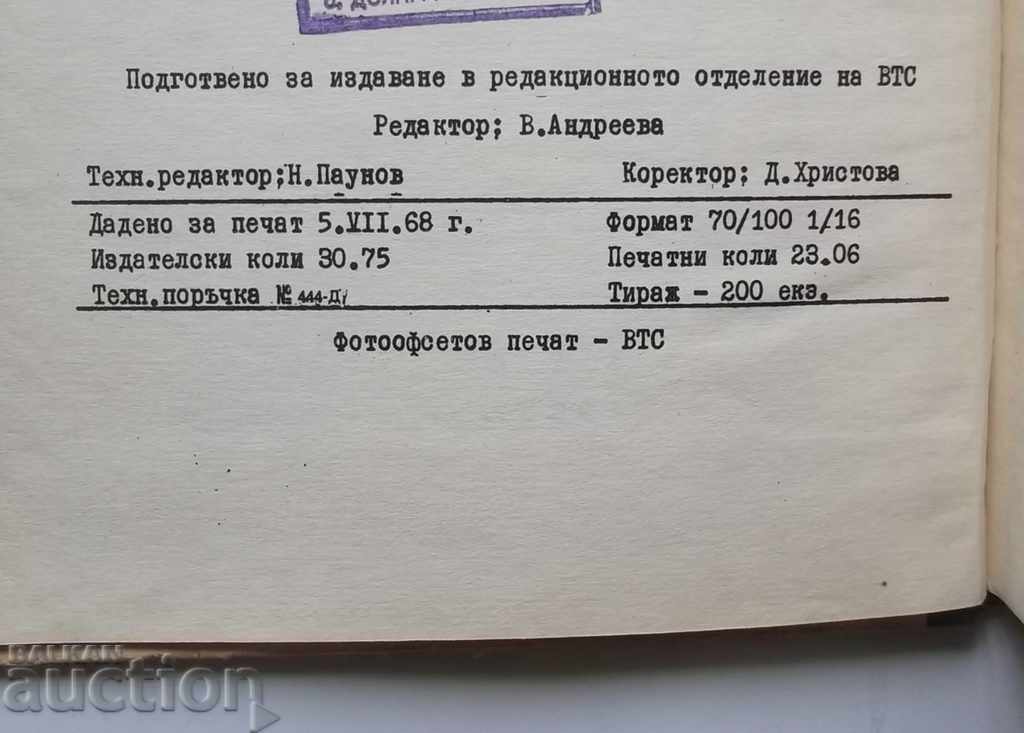 Подготвено за издаване в редакционното отделение на ВТС
Редактор; В.Андреева
Техн.редактор;Н.Паунов Коректор; Д.Христова
Дадено за печат 5.VII.68 г. Формат 70/100 1/16
Издателски коли 30.75 Печатни коли 23.06
Техн.поръчка № 444-Д/ Тираж - 200 екз.
Фотоофсетов печат - ВТС
BALKAN
auction